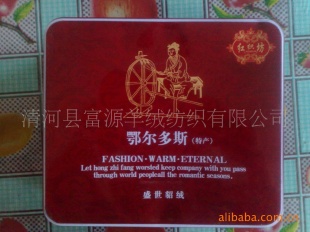 红织坊
清河县富源羊绒纺织有限公司
鄂尔多斯（特产）
FASHION·WARM·ETERNAL
Let hong zhi fang worsted keep company with you pass
through world peopleall the romantic seasons.
盛世貂绒
alibaba.com.cn